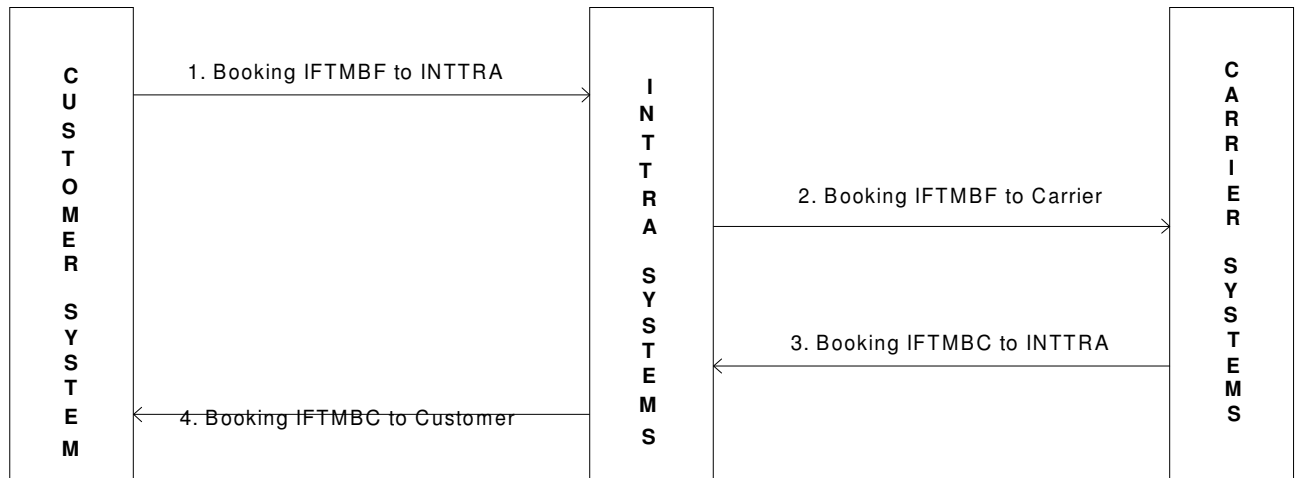 CUSTOMER SYSTEM
1. Booking IFTMBF to INTTRA
INTTRA SYSTEMS
2. Booking IFTMBF to Carrier
CARRIER SYSTEMS
3. Booking IFTMBC to INTTRA
4. Booking IFTMBC to Customer